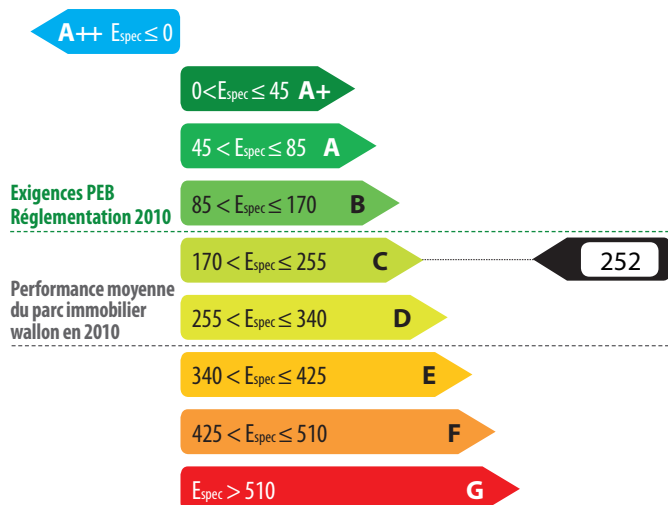 A++ Espec ≤ 0
0<Espec ≤ 45 A+
45 < Espec ≤ 85 A
Exigences PEB
Réglementation 2010
85 < Espec ≤ 170 B
170 < Espec ≤ 255 C
252
Performance moyenne
du parc immobilier
wallon en 2010
255 < Espec ≤ 340 D
340 < Espec ≤ 425 E
425 < Espec ≤ 510 F
Espec > 510 G